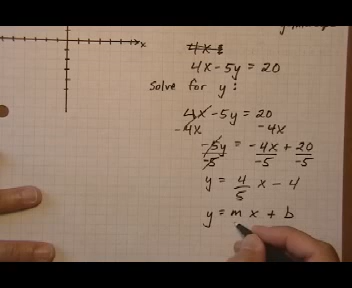 x
4x
4x - 5y = 20
Solve for y:
4x - 5y = 20
-4x -4x
-5y/-5 = -4x/-5 + 20/-5
y = 4/5 x - 4
y = m x + b